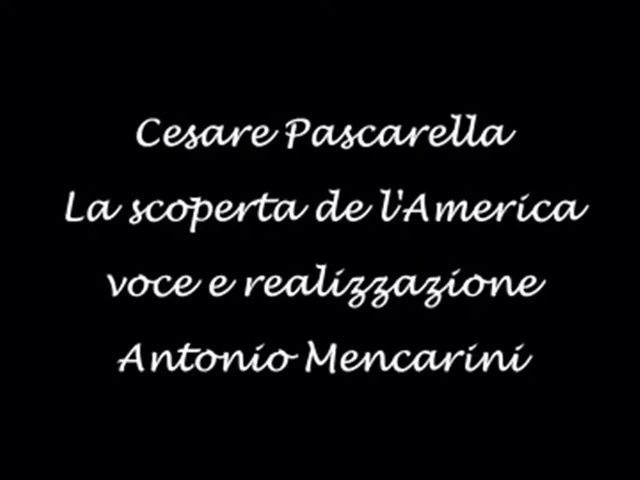 Cesare Pascarella
La scoperta de l'America
voce e realizzazione
Antonio Mencarini